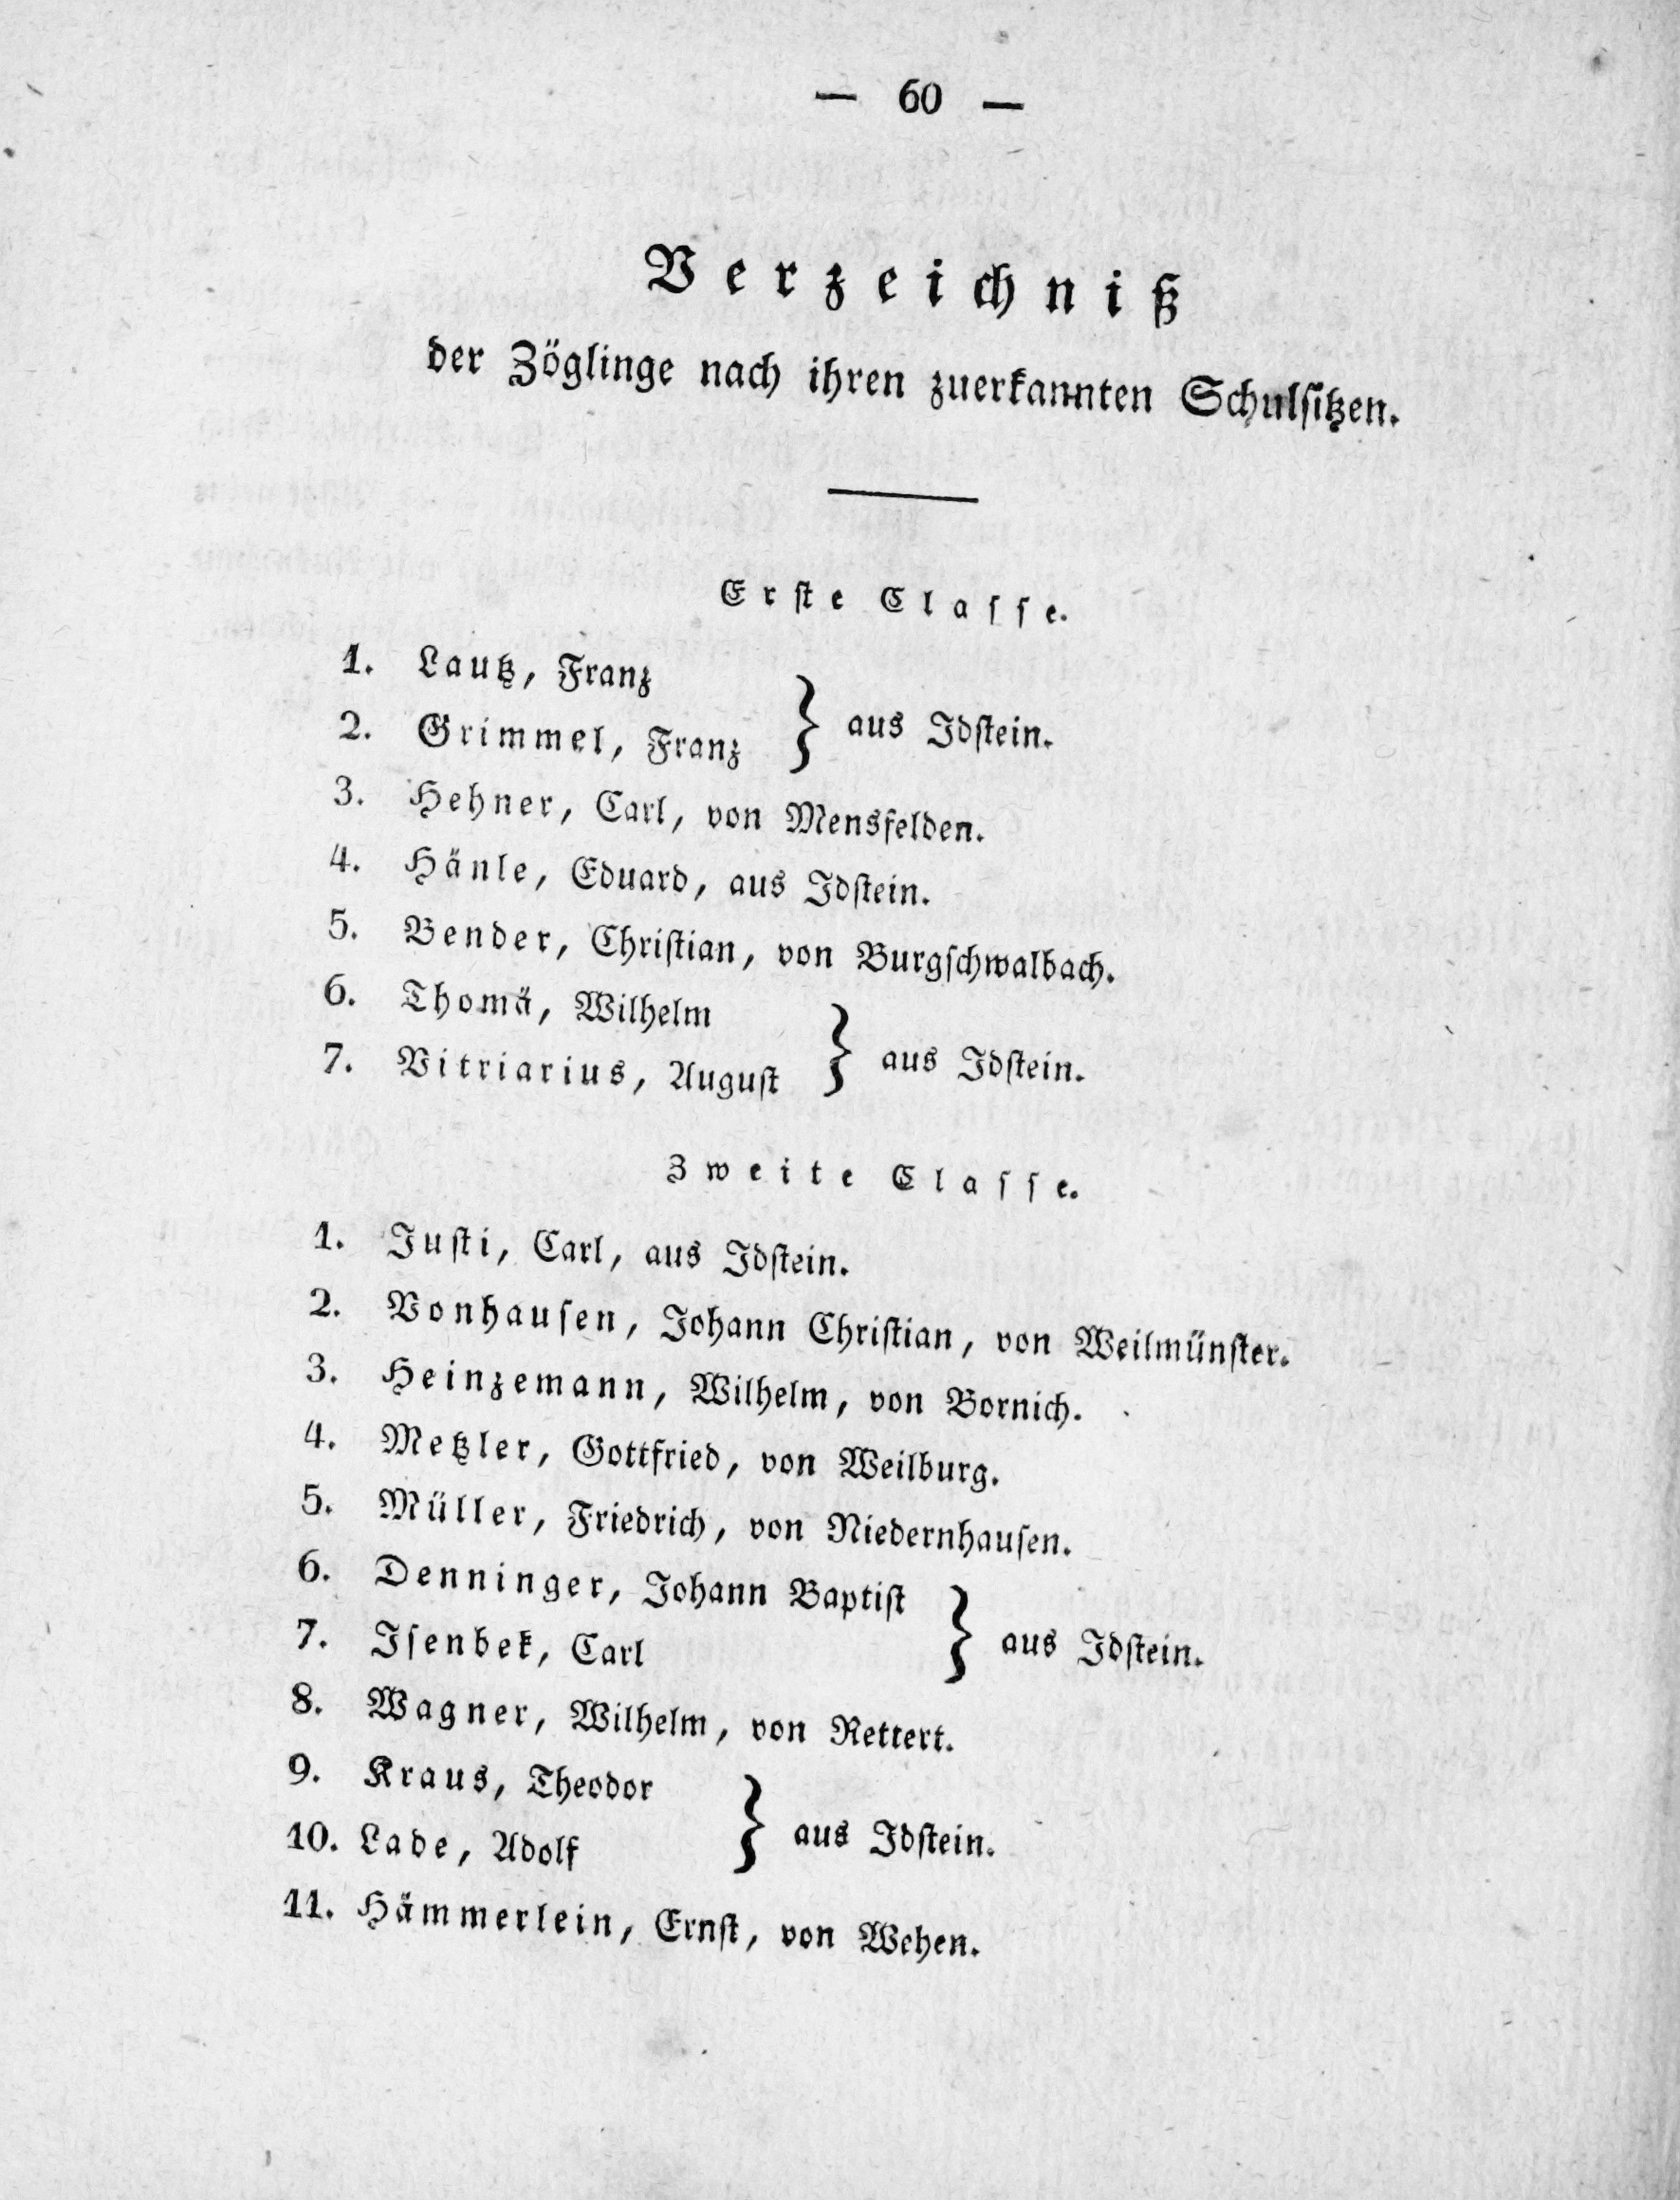 — 60 —
Verzeichniß
der Zöglinge nach ihren zuerkannten Schulsitzen.
Erste Classe.
1. Lautz, Franz
2. Grimmel, Franz } aus Idstein.
3. Hehner, Carl, von Mensfelden.
4. Hänle, Eduard, aus Idstein.
5. Bender, Christian, von Burgschwalbach.
6. Thomä, Wilhelm
7. Vitriarius, August } aus Idstein.
Zweite Classe.
1. Justi, Carl, aus Idstein.
2. Vonhausen, Johann Christian, von Weilmünster.
3. Heinzemann, Wilhelm, von Bornich.
4. Metzler, Gottfried, von Weilburg.
5. Müller, Friedrich, von Niedernhausen.
6. Denninger, Johann Baptist
7. Isenbek, Carl } aus Idstein.
8. Wagner, Wilhelm, von Rettert.
9. Kraus, Theodor
10. Lade, Adolf } aus Idstein.
11. Hämmerlein, Ernst, von Wehen.